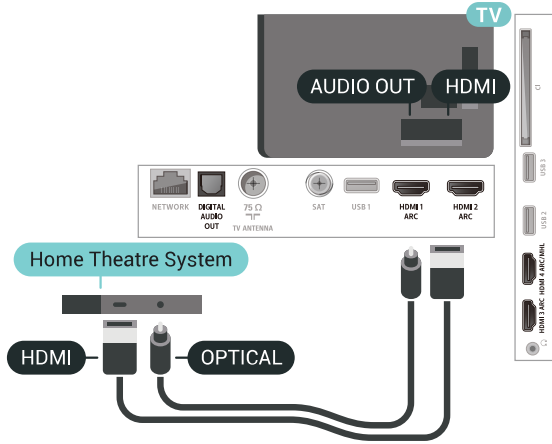 TV
AUDIO OUT
HDMI
CI
USB 3
USB 2
HDMI 4 ARC/MHL
HDMI 3 ARC
NETWORK
DIGITAL
AUDIO
OUT
75 Ω
TV ANTENNA
SAT
USB 1
HDMI 1
ARC
HDMI 2
ARC
Home Theatre System
HDMI
OPTICAL